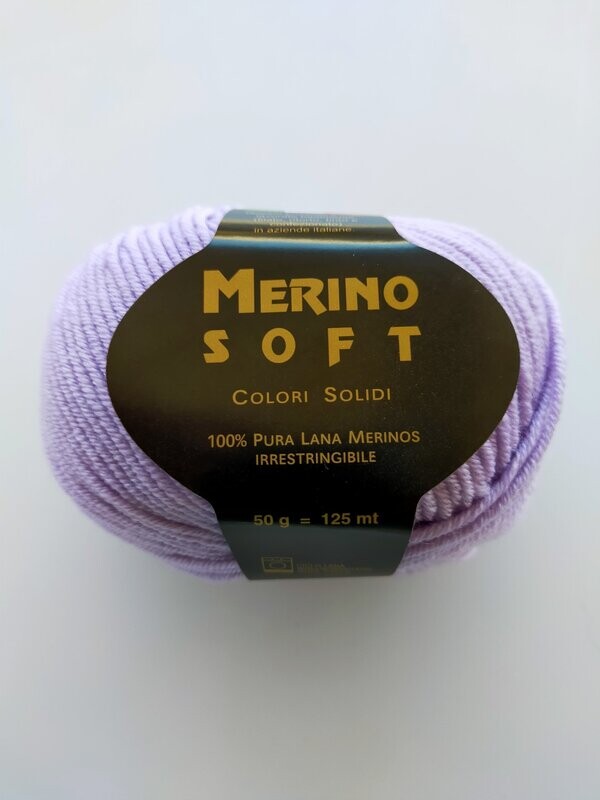 in aziende italiane
MERINO
SOFT
COLORI SOLIDI
100% PURA LANA MERINOS
IRRESTRINGIBILE
50 g = 125 mt